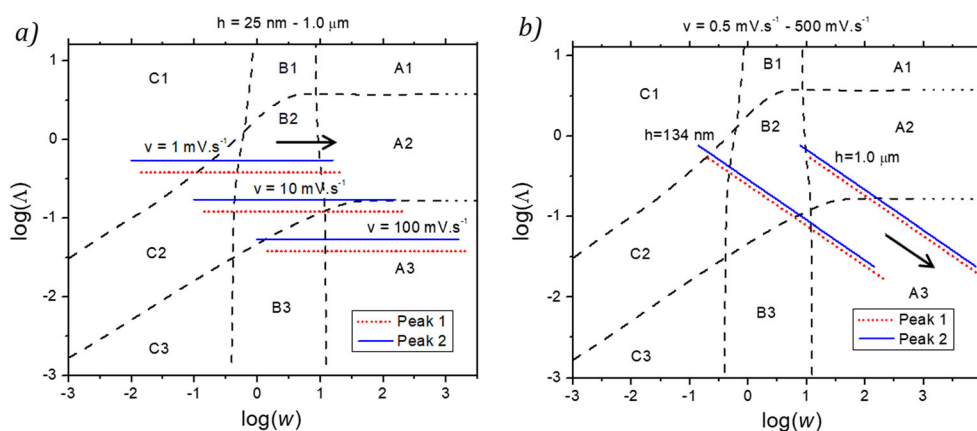 a)
h = 25 nm - 1.0 μm
log(Λ)
1
0
-1
-2
-3
C1
B1
A1
B2
A2
v = 1 mV.s⁻¹
v = 10 mV.s⁻¹
v = 100 mV.s⁻¹
C2
A3
B3
C3
Peak 1
Peak 2
-3 -2 -1 0 1 2 3
log(w)
b)
v = 0.5 mV.s⁻¹ - 500 mV.s⁻¹
log(Λ)
1
0
-1
-2
-3
B1
A1
C1
B2
A2
h=134 nm
h=1.0 μm
C2
A3
B3
C3
Peak 1
Peak 2
-3 -2 -1 0 1 2 3
log(w)